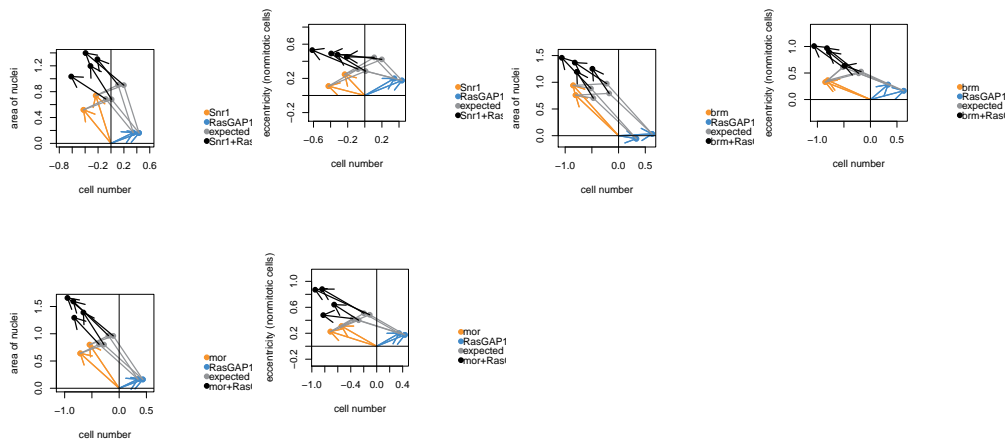 area of nuclei
0.0 0.2 0.4 0.6 0.8 1.2
−0.8 −0.2 0.2 0.6
cell number
Snr1
RasGAP1
expected
Snr1+Ras
eccentricity (nonmitotic cells)
−0.2 0.2 0.6
−0.6 −0.2 0.2
cell number
Snr1
RasGAP1
expected
Snr1+Ras
area of nuclei
0.0 0.5 1.0 1.5
−1.0 0.0 0.5
cell number
brm
RasGAP1
expected
brm+Ras
eccentricity (nonmitotic cells)
0.0 0.5 1.0
−1.0 0.0 0.5
cell number
brm
RasGAP1
expected
brm+Ras
area of nuclei
0.0 0.5 1.0 1.5
−1.0 0.0 0.5
cell number
mor
RasGAP1
expected
mor+Ras
eccentricity (nonmitotic cells)
−0.2 0.2 0.6 1.0
−1.0 −0.4 0.0 0.4
cell number
mor
RasGAP1
expected
mor+Ras